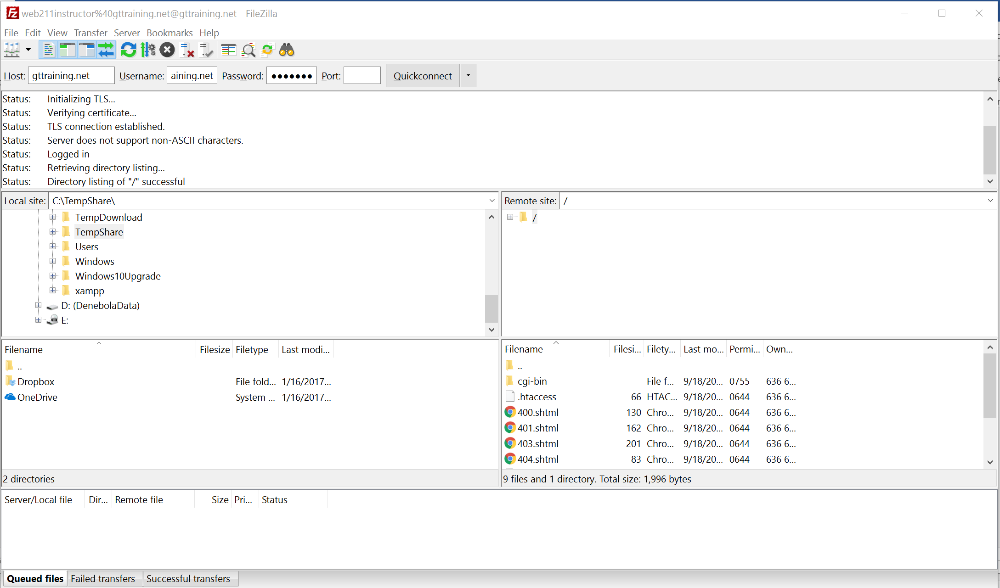 web211instructor%40gttraining.net@gttraining.net - FileZilla
File Edit View Transfer Server Bookmarks Help
Host: gttraining.net Username: aining.net Password: ●●●●●●● Port: Quickconnect
Status: Initializing TLS...
Status: Verifying certificate...
Status: TLS connection established.
Status: Server does not support non-ASCII characters.
Status: Logged in
Status: Retrieving directory listing...
Status: Directory listing of "/" successful
Local site: C:\TempShare\
TempDownload
TempShare
Users
Windows
Windows10Upgrade
xampp
D: (DenebolaData)
E:
Remote site: /
/
Filename Filesize Filetype Last modi...
..
Dropbox File fold... 1/16/2017...
OneDrive System ... 1/16/2017...
2 directories
Filename Filesi... Filety... Last mo... Permi... Own...
..
cgi-bin File f... 9/18/20... 0755 636 6...
.htaccess 66 HTAC... 9/18/20... 0644 636 6...
400.shtml 130 Chro... 9/18/20... 0644 636 6...
401.shtml 162 Chro... 9/18/20... 0644 636 6...
403.shtml 201 Chro... 9/18/20... 0644 636 6...
404.shtml 83 Chro... 9/18/20... 0644 636 6...
9 files and 1 directory. Total size: 1,996 bytes
Server/Local file Dir... Remote file Size Pri... Status
Queued files Failed transfers Successful transfers